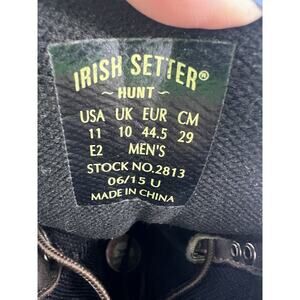 IRISH SETTER®
~ HUNT ~
USA UK EUR CM
11 10 44.5 29
E2 MEN'S
STOCK NO.2813
06/15 U
MADE IN CHINA